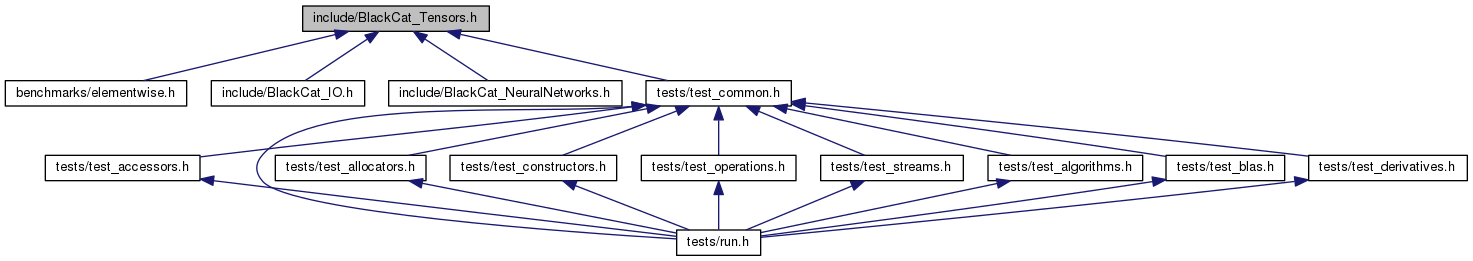 include/BlackCat_Tensors.h
benchmarks/elementwise.h
include/BlackCat_IO.h
include/BlackCat_NeuralNetworks.h
tests/test_common.h
tests/test_accessors.h
tests/test_allocators.h
tests/test_constructors.h
tests/test_operations.h
tests/test_streams.h
tests/test_algorithms.h
tests/test_blas.h
tests/test_derivatives.h
tests/run.h